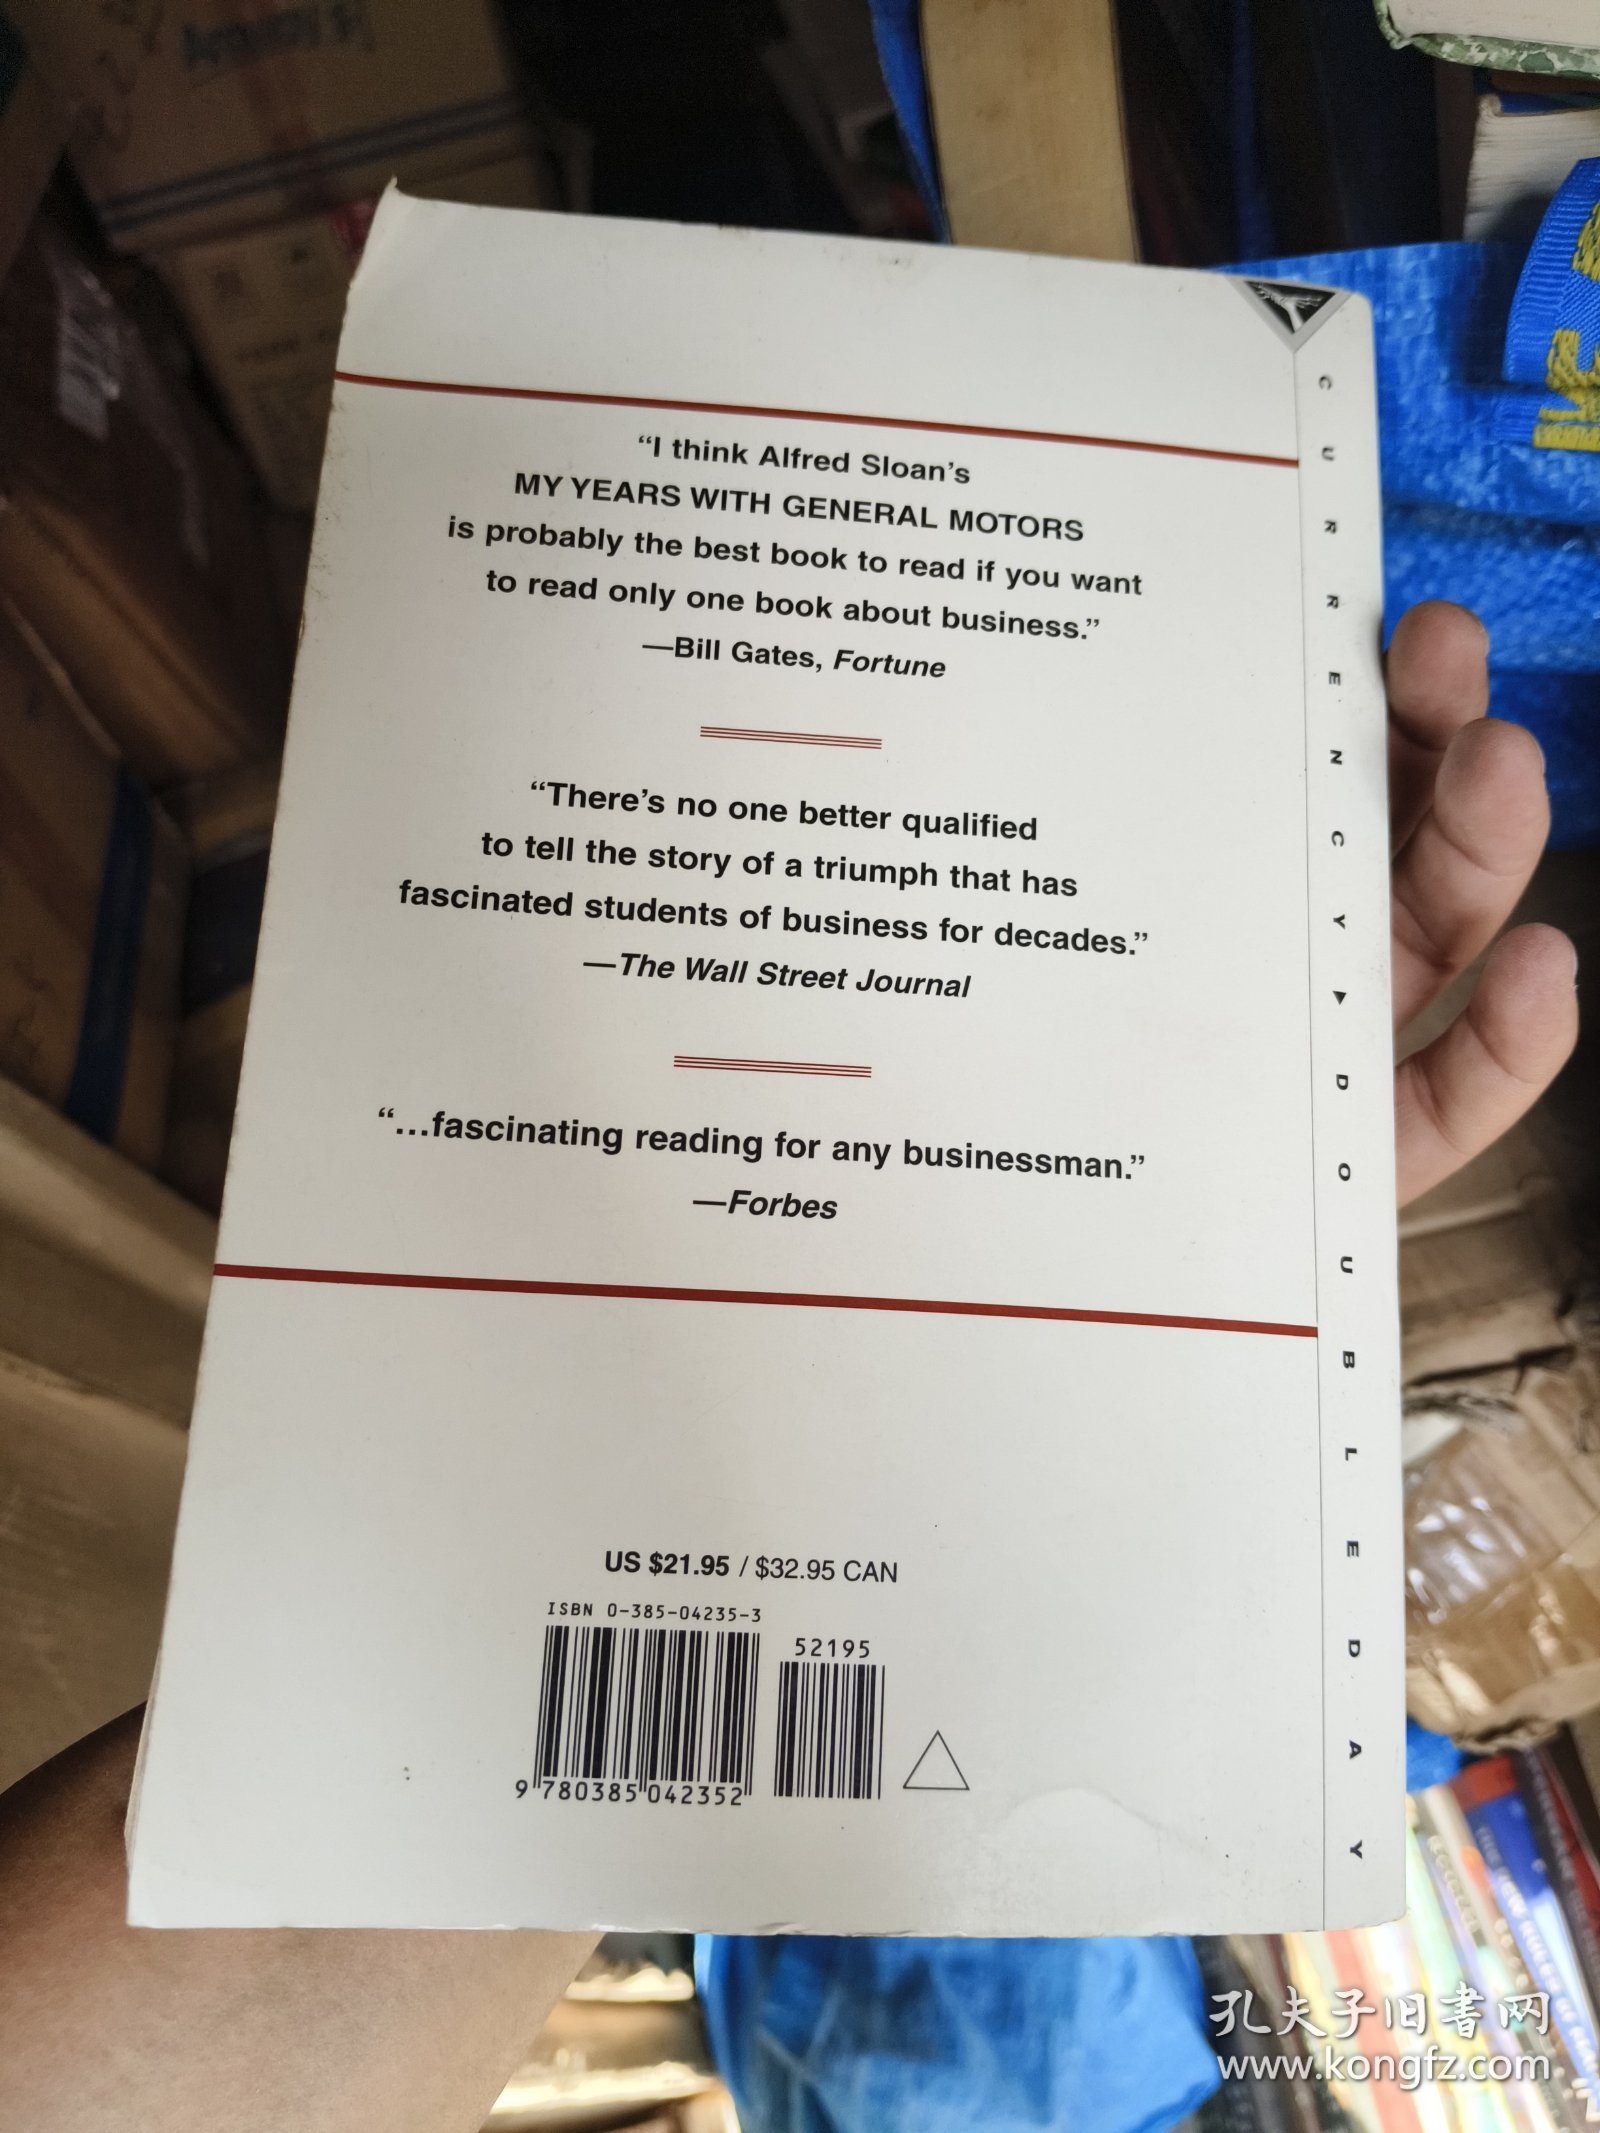 “I think Alfred Sloan’s
MY YEARS WITH GENERAL MOTORS
is probably the best book to read if you want
to read only one book about business.”
—Bill Gates, Fortune
“There’s no one better qualified
to tell the story of a triumph that has
fascinated students of business for decades.”
—The Wall Street Journal
“...fascinating reading for any businessman.”
—Forbes
US $21.95 / $32.95 CAN
ISBN 0-385-04235-3
52195
9 780385 042352
CURRENCY ▲ DOUBLEDAY
孔夫子旧书网
www.kongfz.com